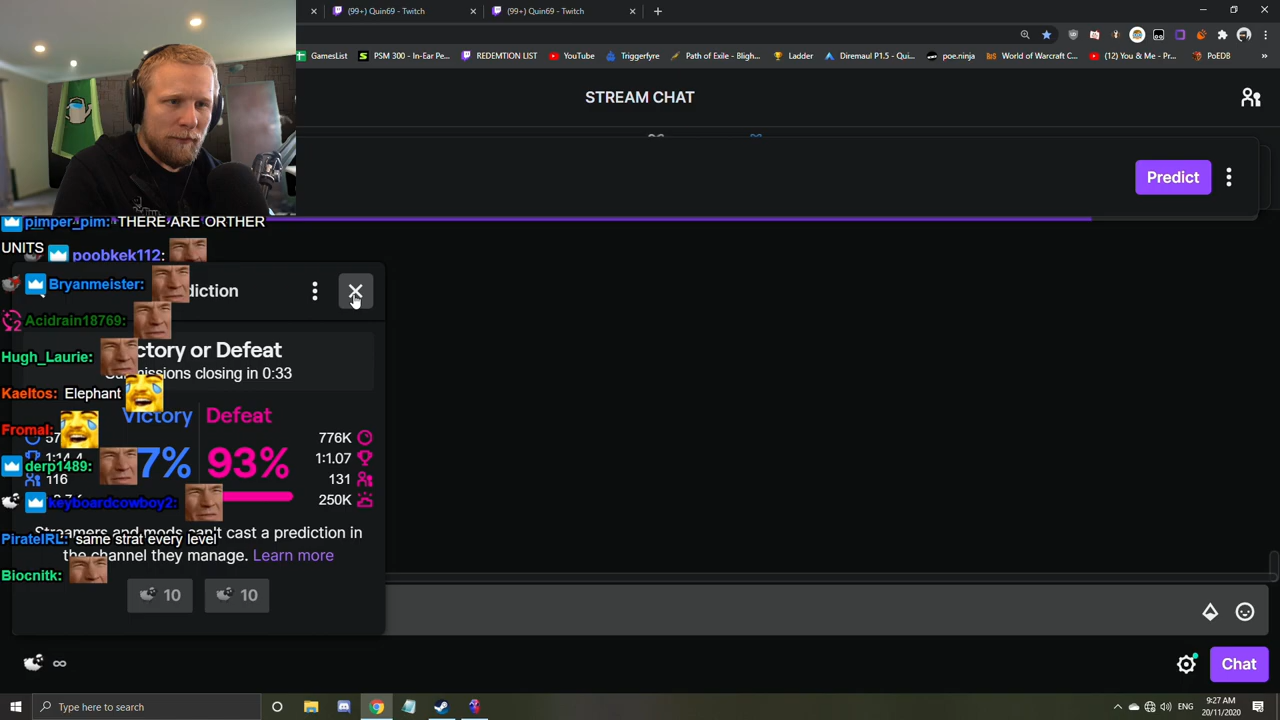 (99+) Quin69 - Twitch
(99+) Quin69 - Twitch
GamesList
PSM 300 - In-Ear Pe...
REDEMTION LIST
YouTube
Triggerfyre
Path of Exile - Bligh...
Ladder
Diremaul P1.5 - Qui...
poe.ninja
World of Warcraft C...
(12) You & Me - Pr...
PoEDB
STREAM CHAT
Predict
pimper_pim: THERE ARE ORTHER
UNITS
poobkek112:
Bryanmeister:
diction
Acidrain18769:
Hugh_Laurie:
ctory or Defeat
missions closing in 0:33
Kaeltos: Elephant
Victory Defeat
Fromal:
57
776K
1:14.4
1:1.07
7% 93%
derp1489:
116
131
250K
keyboardcowboy2:
Streamers and mods can't cast a prediction in
PirateIRL: same strat every level
the channel they manage. Learn more
Biocnitk:
10
10
∞
Chat
Type here to search
ENG
9:27 AM
20/11/2020